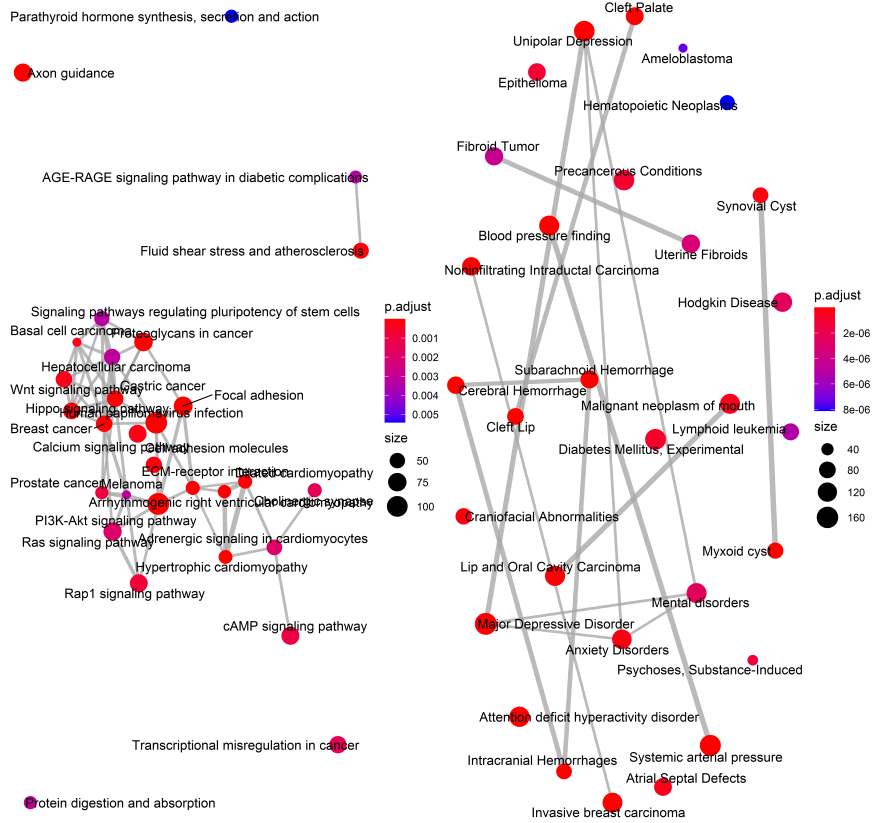 Parathyroid hormone synthesis, secretion and action
Axon guidance
AGE-RAGE signaling pathway in diabetic complications
Fluid shear stress and atherosclerosis
Signaling pathways regulating pluripotency of stem cells
Basal cell carcinoma
Proteoglycans in cancer
Hepatocellular carcinoma
Wnt signaling pathway
Gastric cancer
Focal adhesion
Hippo signaling pathway
Human papillomavirus infection
Breast cancer
Calcium signaling pathway
Cell adhesion molecules
ECM-receptor interaction
Dilated cardiomyopathy
Prostate cancer
Melanoma
Arrhythmogenic right ventricular cardiomyopathy
Cholinergic synapse
PI3K-Akt signaling pathway
Ras signaling pathway
Adrenergic signaling in cardiomyocytes
Hypertrophic cardiomyopathy
Rap1 signaling pathway
cAMP signaling pathway
Transcriptional misregulation in cancer
Protein digestion and absorption
p.adjust
0.001
0.002
0.003
0.004
0.005
size
50
75
100
Cleft Palate
Unipolar Depression
Ameloblastoma
Epithelioma
Hematopoietic Neoplasms
Fibroid Tumor
Precancerous Conditions
Synovial Cyst
Blood pressure finding
Uterine Fibroids
Noninfiltrating Intraductal Carcinoma
Hodgkin Disease
Subarachnoid Hemorrhage
Cerebral Hemorrhage
Malignant neoplasm of mouth
Cleft Lip
Lymphoid leukemia
Diabetes Mellitus, Experimental
Craniofacial Abnormalities
Myxoid cyst
Lip and Oral Cavity Carcinoma
Mental disorders
Major Depressive Disorder
Anxiety Disorders
Psychoses, Substance-Induced
Attention deficit hyperactivity disorder
Systemic arterial pressure
Intracranial Hemorrhages
Atrial Septal Defects
Invasive breast carcinoma
p.adjust
2e-06
4e-06
6e-06
8e-06
size
40
80
120
160